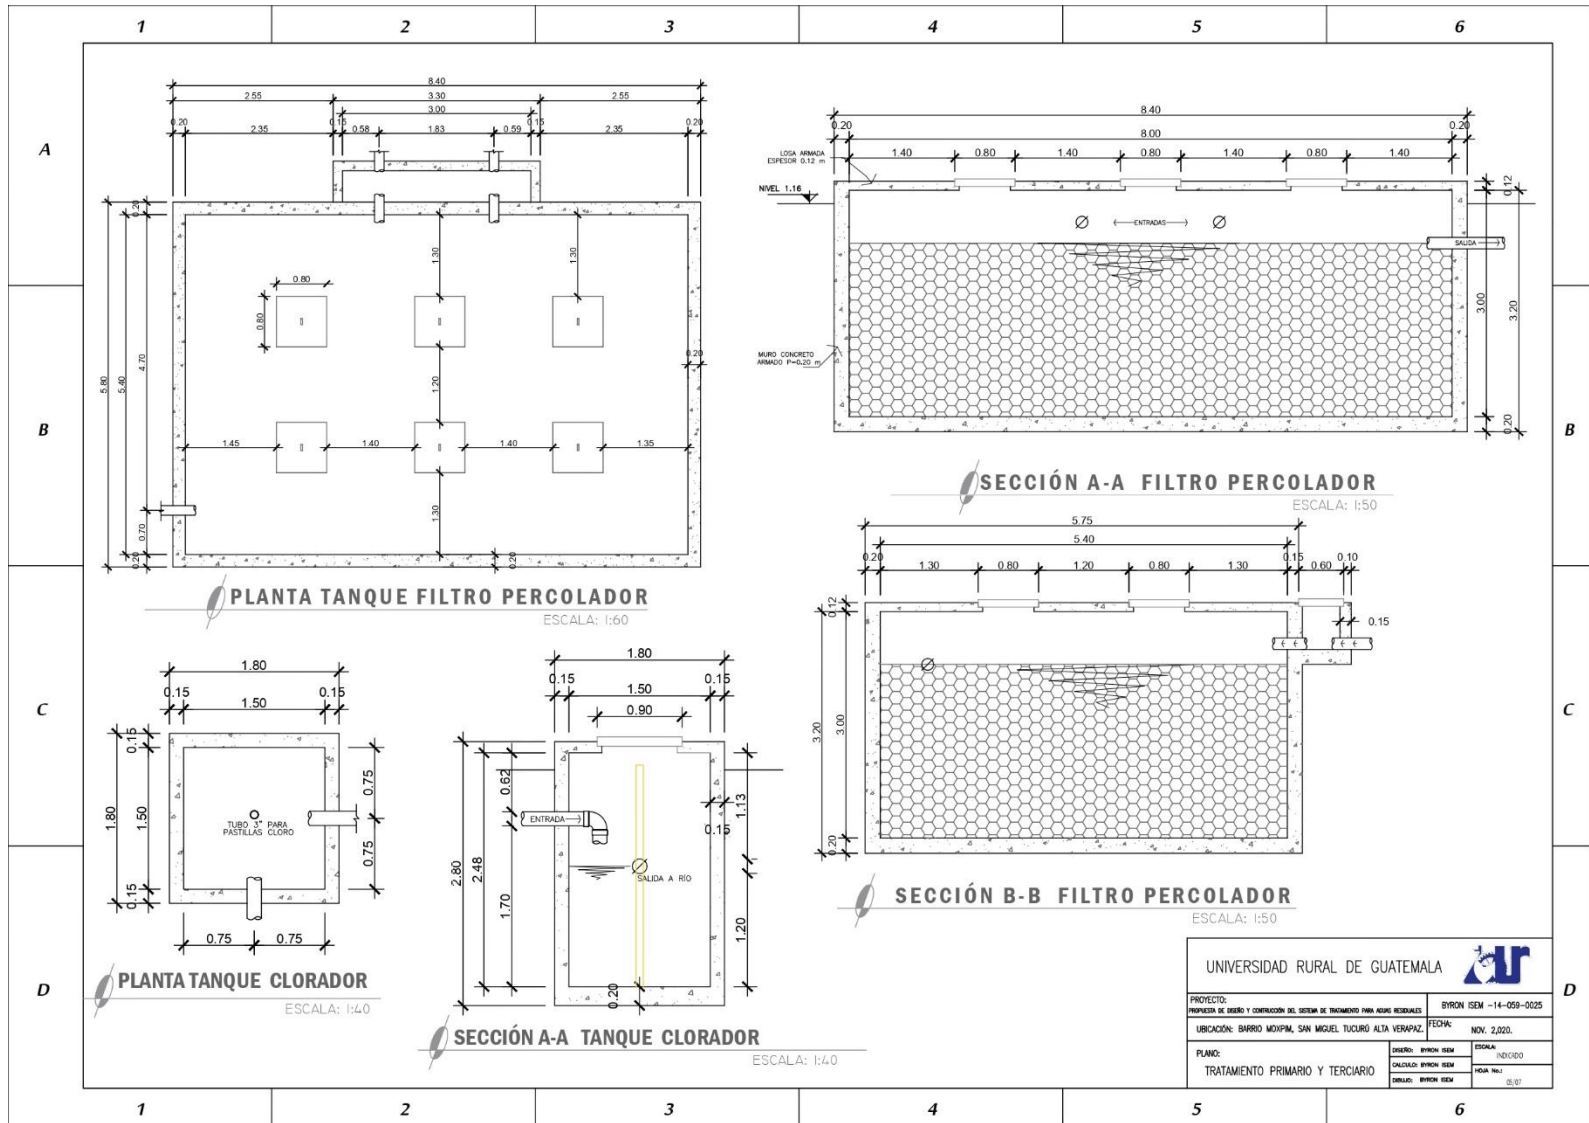 1 2 3 4 5 6
A
B
C
D
8.40
2.55 3.30 2.55
3.00
0.20 2.35 0.15 0.58 1.83 0.59 0.15 2.35 0.20
0.20
1.30 1.30
0.80
0.80
4.70
5.80 5.40
0.20
1.20
1.45 1.40 1.40 1.35
1.30
0.70
0.20 0.20
PLANTA TANQUE FILTRO PERCOLADOR
ESCALA: 1:60
8.40
0.20 8.00 0.20
1.40 0.80 1.40 0.80 1.40 0.80 1.40
LOSA ARMADA
ESPESOR 0.12 m
NIVEL 1.16
0.12
ENTRADAS
SALIDA
3.00 3.20
MURO CONCRETO
ARMADO P=0.20 m
0.20
SECCIÓN A-A FILTRO PERCOLADOR
ESCALA: 1:50
5.75
5.40
0.20 0.15 0.10
1.30 0.80 1.20 0.80 1.30 0.60
0.12
0.15
3.20 3.00
0.20
SECCIÓN B-B FILTRO PERCOLADOR
ESCALA: 1:50
1.80
0.15 0.15
1.50
0.15
0.75
1.80 1.50
TUBO 3" PARA
PASTILLAS CLORO
0.75
0.15
0.75 0.75
PLANTA TANQUE CLORADOR
ESCALA: 1:40
1.80
0.15 1.50 0.15
0.90
0.62
1.13
ENTRADA
0.15
2.80 2.48
SALIDA A RÍO
1.70
1.20
0.20
SECCIÓN A-A TANQUE CLORADOR
ESCALA: 1:40
UNIVERSIDAD RURAL DE GUATEMALA
ur
PROYECTO:
PROPUESTA DE DISEÑO Y CONTRUCCIÓN DEL SISTEMA DE TRATAMIENTO PARA AGUAS RESIDUALES
BYRON ISEM -14-059-0025
UBICACIÓN: BARRIO MOXPIM, SAN MIGUEL TUCURÚ ALTA VERAPAZ.
FECHA: NOV. 2,020.
PLANO:
TRATAMIENTO PRIMARIO Y TERCIARIO
DISEÑO: BYRON ISEM
CALCULO: BYRON ISEM
DIBUJO: BYRON ISEM
ESCALA:
INDICADO
HOJA No.:
05/07
A
B
C
D
1 2 3 4 5 6